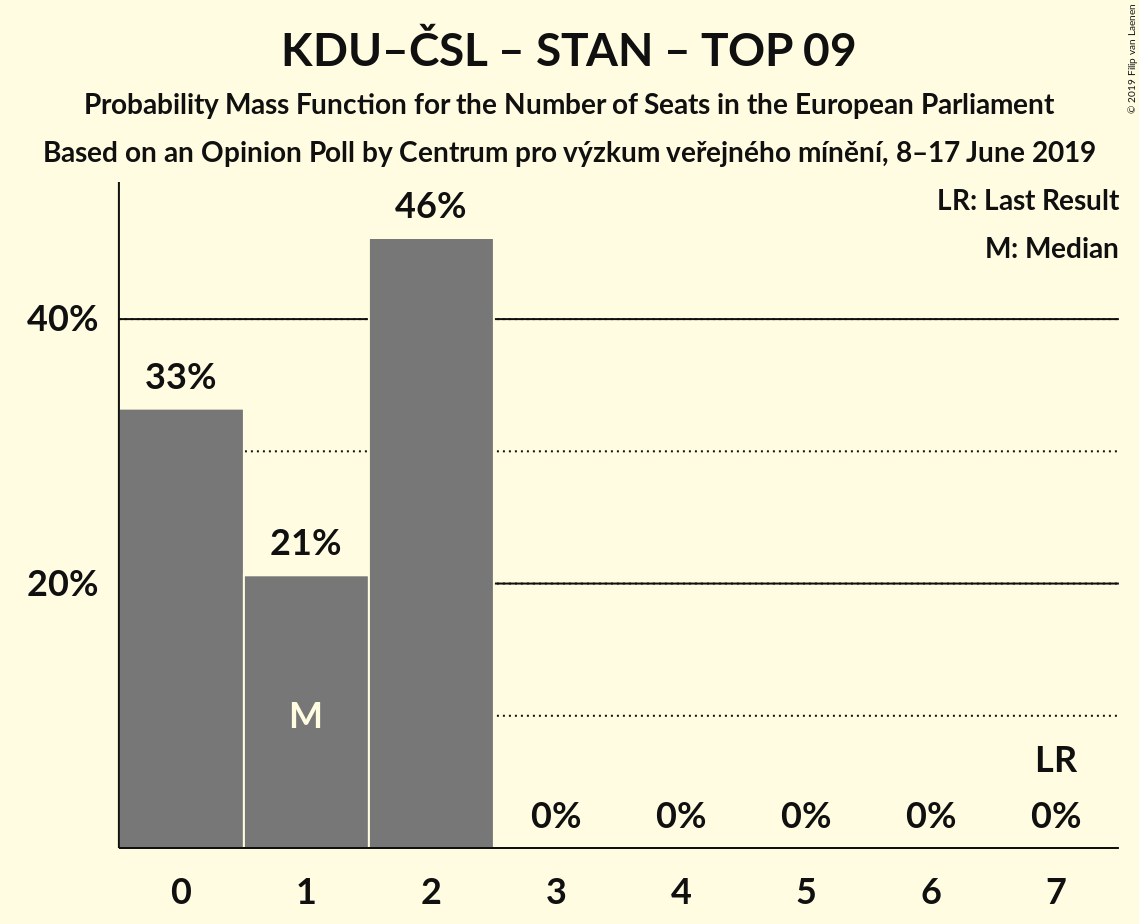 KDU–ČSL – STAN – TOP 09
Probability Mass Function for the Number of Seats in the European Parliament
Based on an Opinion Poll by Centrum pro výzkum veřejného mínění, 8–17 June 2019
© 2019 Filip van Laenen
LR: Last Result
M: Median
46%
40%
33%
21%
20%
M
LR
0% 0% 0% 0% 0%
0 1 2 3 4 5 6 7